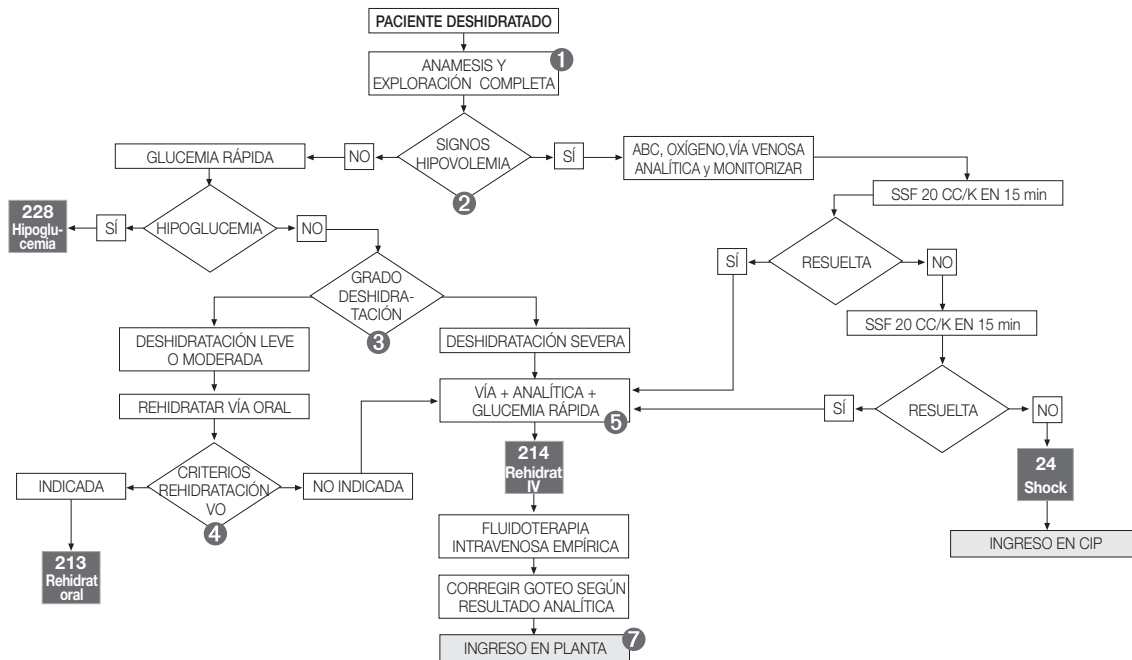 PACIENTE DESHIDRATADO
1
ANAMESIS Y
EXPLORACIÓN COMPLETA
SIGNOS
HIPOVOLEMIA
2
NO
SÍ
GLUCEMIA RÁPIDA
ABC, OXÍGENO,VÍA VENOSA
ANALÍTICA y MONITORIZAR
SSF 20 CC/K EN 15 min
HIPOGLUCEMIA
SÍ
NO
228
Hipoglu-
cemia
RESUELTA
SÍ
NO
GRADO
DESHIDRA-
TACIÓN
3
SSF 20 CC/K EN 15 min
DESHIDRATACIÓN LEVE
O MODERADA
DESHIDRATACIÓN SEVERA
REHIDRATAR VÍA ORAL
VÍA + ANALÍTICA +
GLUCEMIA RÁPIDA
5
RESUELTA
SÍ
NO
CRITERIOS
REHIDRATACIÓN
VO
4
INDICADA
NO INDICADA
214
Rehidrat
IV
24
Shock
INGRESO EN CIP
213
Rehidrat
oral
FLUIDOTERAPIA
INTRAVENOSA EMPÍRICA
CORREGIR GOTEO SEGÚN
RESULTADO ANALÍTICA
INGRESO EN PLANTA
7